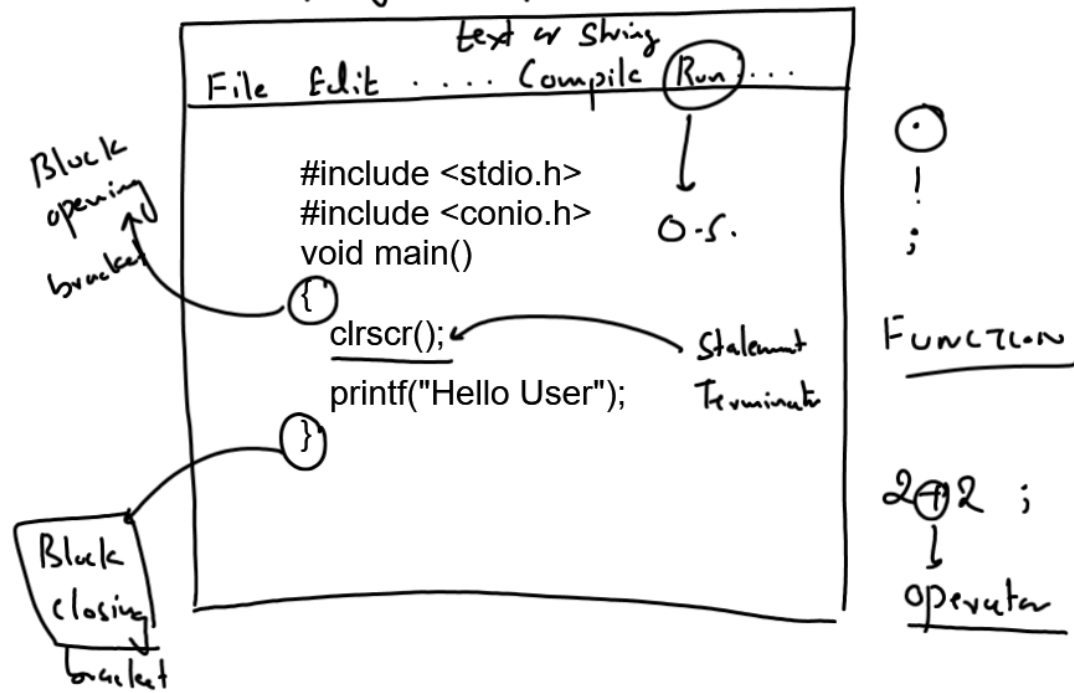 text or String
File Edit . . . . Compile Run . . .
Block
opening
bracket
#include <stdio.h>
#include <conio.h>
void main()
{
clrscr();
printf("Hello User");
}
O.S.
Statement
Terminator
.
!
;
FUNCTION
2+2 ;
operator
Block
closing
bracket